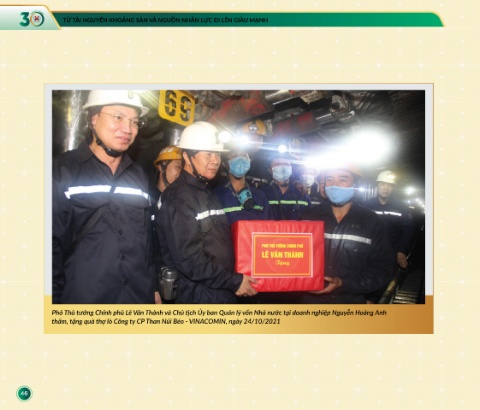 30
TỪ TÀI NGUYÊN KHOÁNG SẢN VÀ NGUỒN NHÂN LỰC ĐI LÊN GIÀU MẠNH
69
PHÓ THỦ TƯỚNG CHÍNH PHỦ
LÊ VĂN THÀNH
Tặng
Phó Thủ tướng Chính phủ Lê Văn Thành và Chủ tịch Ủy ban Quản lý vốn Nhà nước tại doanh nghiệp Nguyễn Hoàng Anh
thăm, tặng quà thợ lò Công ty CP Than Núi Béo - VINACOMIN, ngày 24/10/2021
46